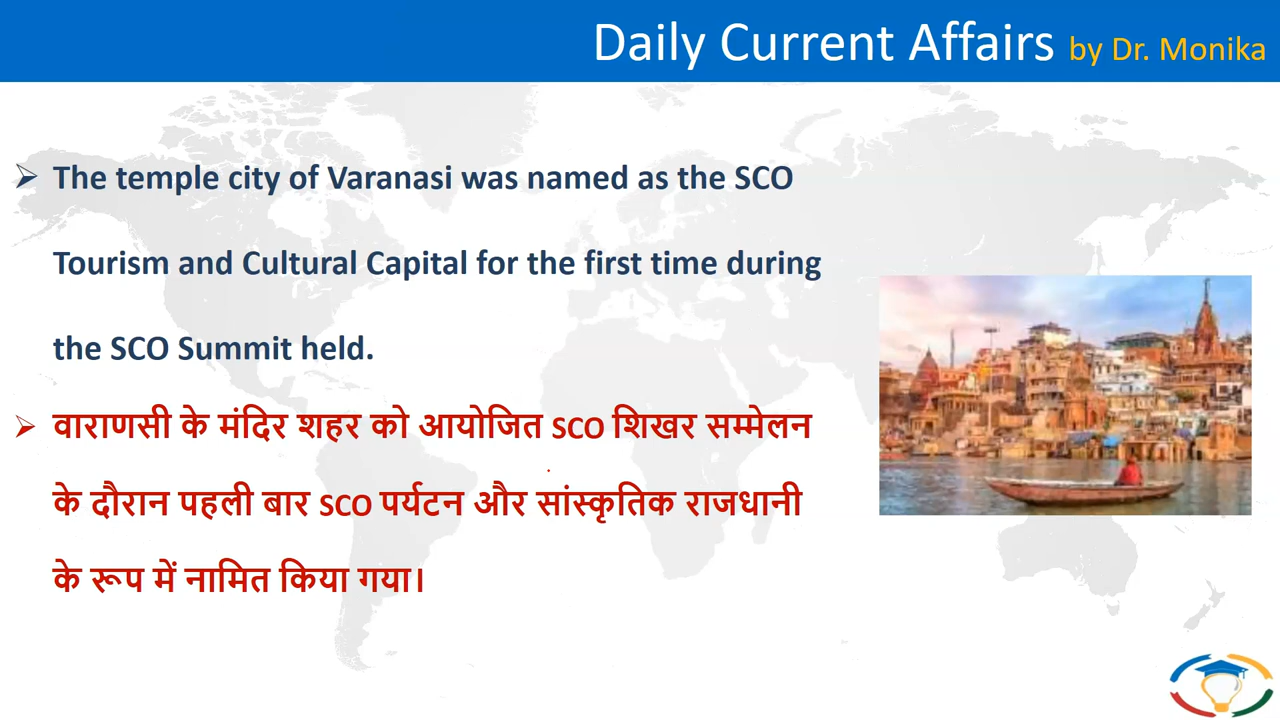 Daily Current Affairs by Dr. Monika
The temple city of Varanasi was named as the SCO
Tourism and Cultural Capital for the first time during
the SCO Summit held.
वाराणसी के मंदिर शहर को आयोजित SCO शिखर सम्मेलन
के दौरान पहली बार SCO पर्यटन और सांस्कृतिक राजधानी
के रूप में नामित किया गया।